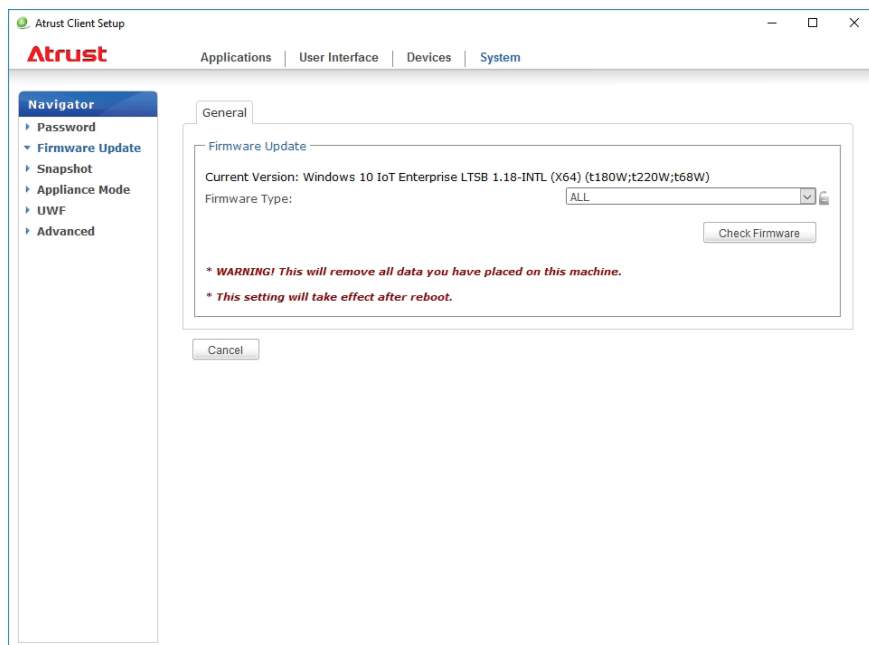 Atrust Client Setup
Atrust
Applications User Interface Devices System
Navigator
Password
Firmware Update
Snapshot
Appliance Mode
UWF
Advanced
General
Firmware Update
Current Version: Windows 10 IoT Enterprise LTSB 1.18-INTL (X64) (t180W;t220W;t68W)
Firmware Type: ALL
Check Firmware
* WARNING! This will remove all data you have placed on this machine.
* This setting will take effect after reboot.
Cancel